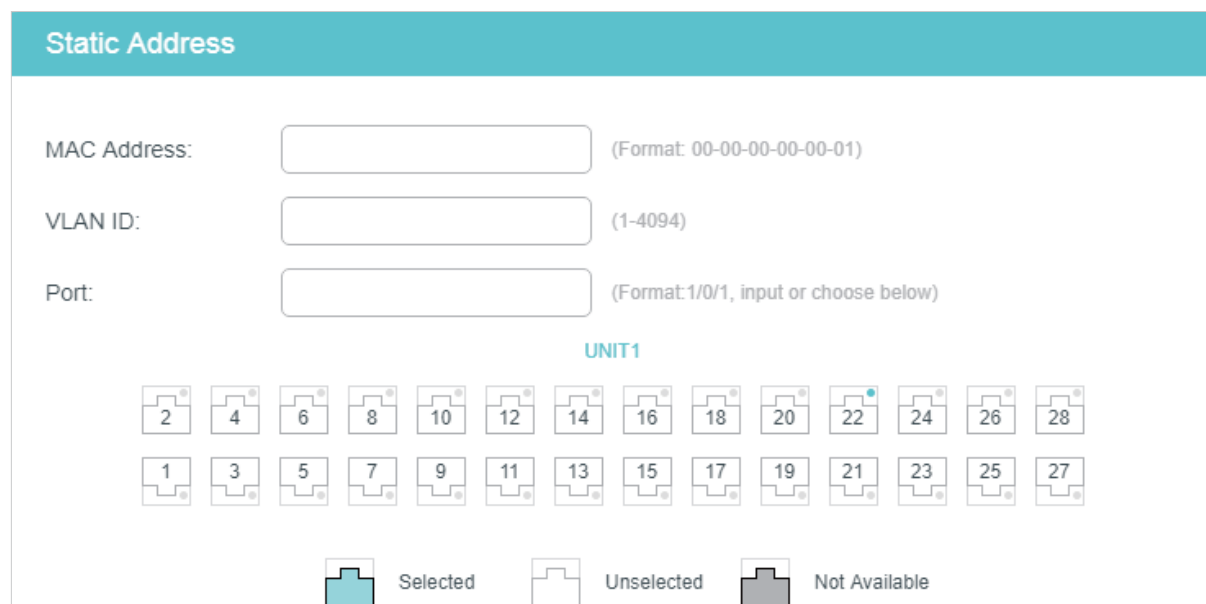 Static Address
MAC Address: (Format: 00-00-00-00-00-01)
VLAN ID: (1-4094)
Port: (Format:1/0/1, input or choose below)
UNIT1
2 4 6 8 10 12 14 16 18 20 22 24 26 28
1 3 5 7 9 11 13 15 17 19 21 23 25 27
Selected Unselected Not Available